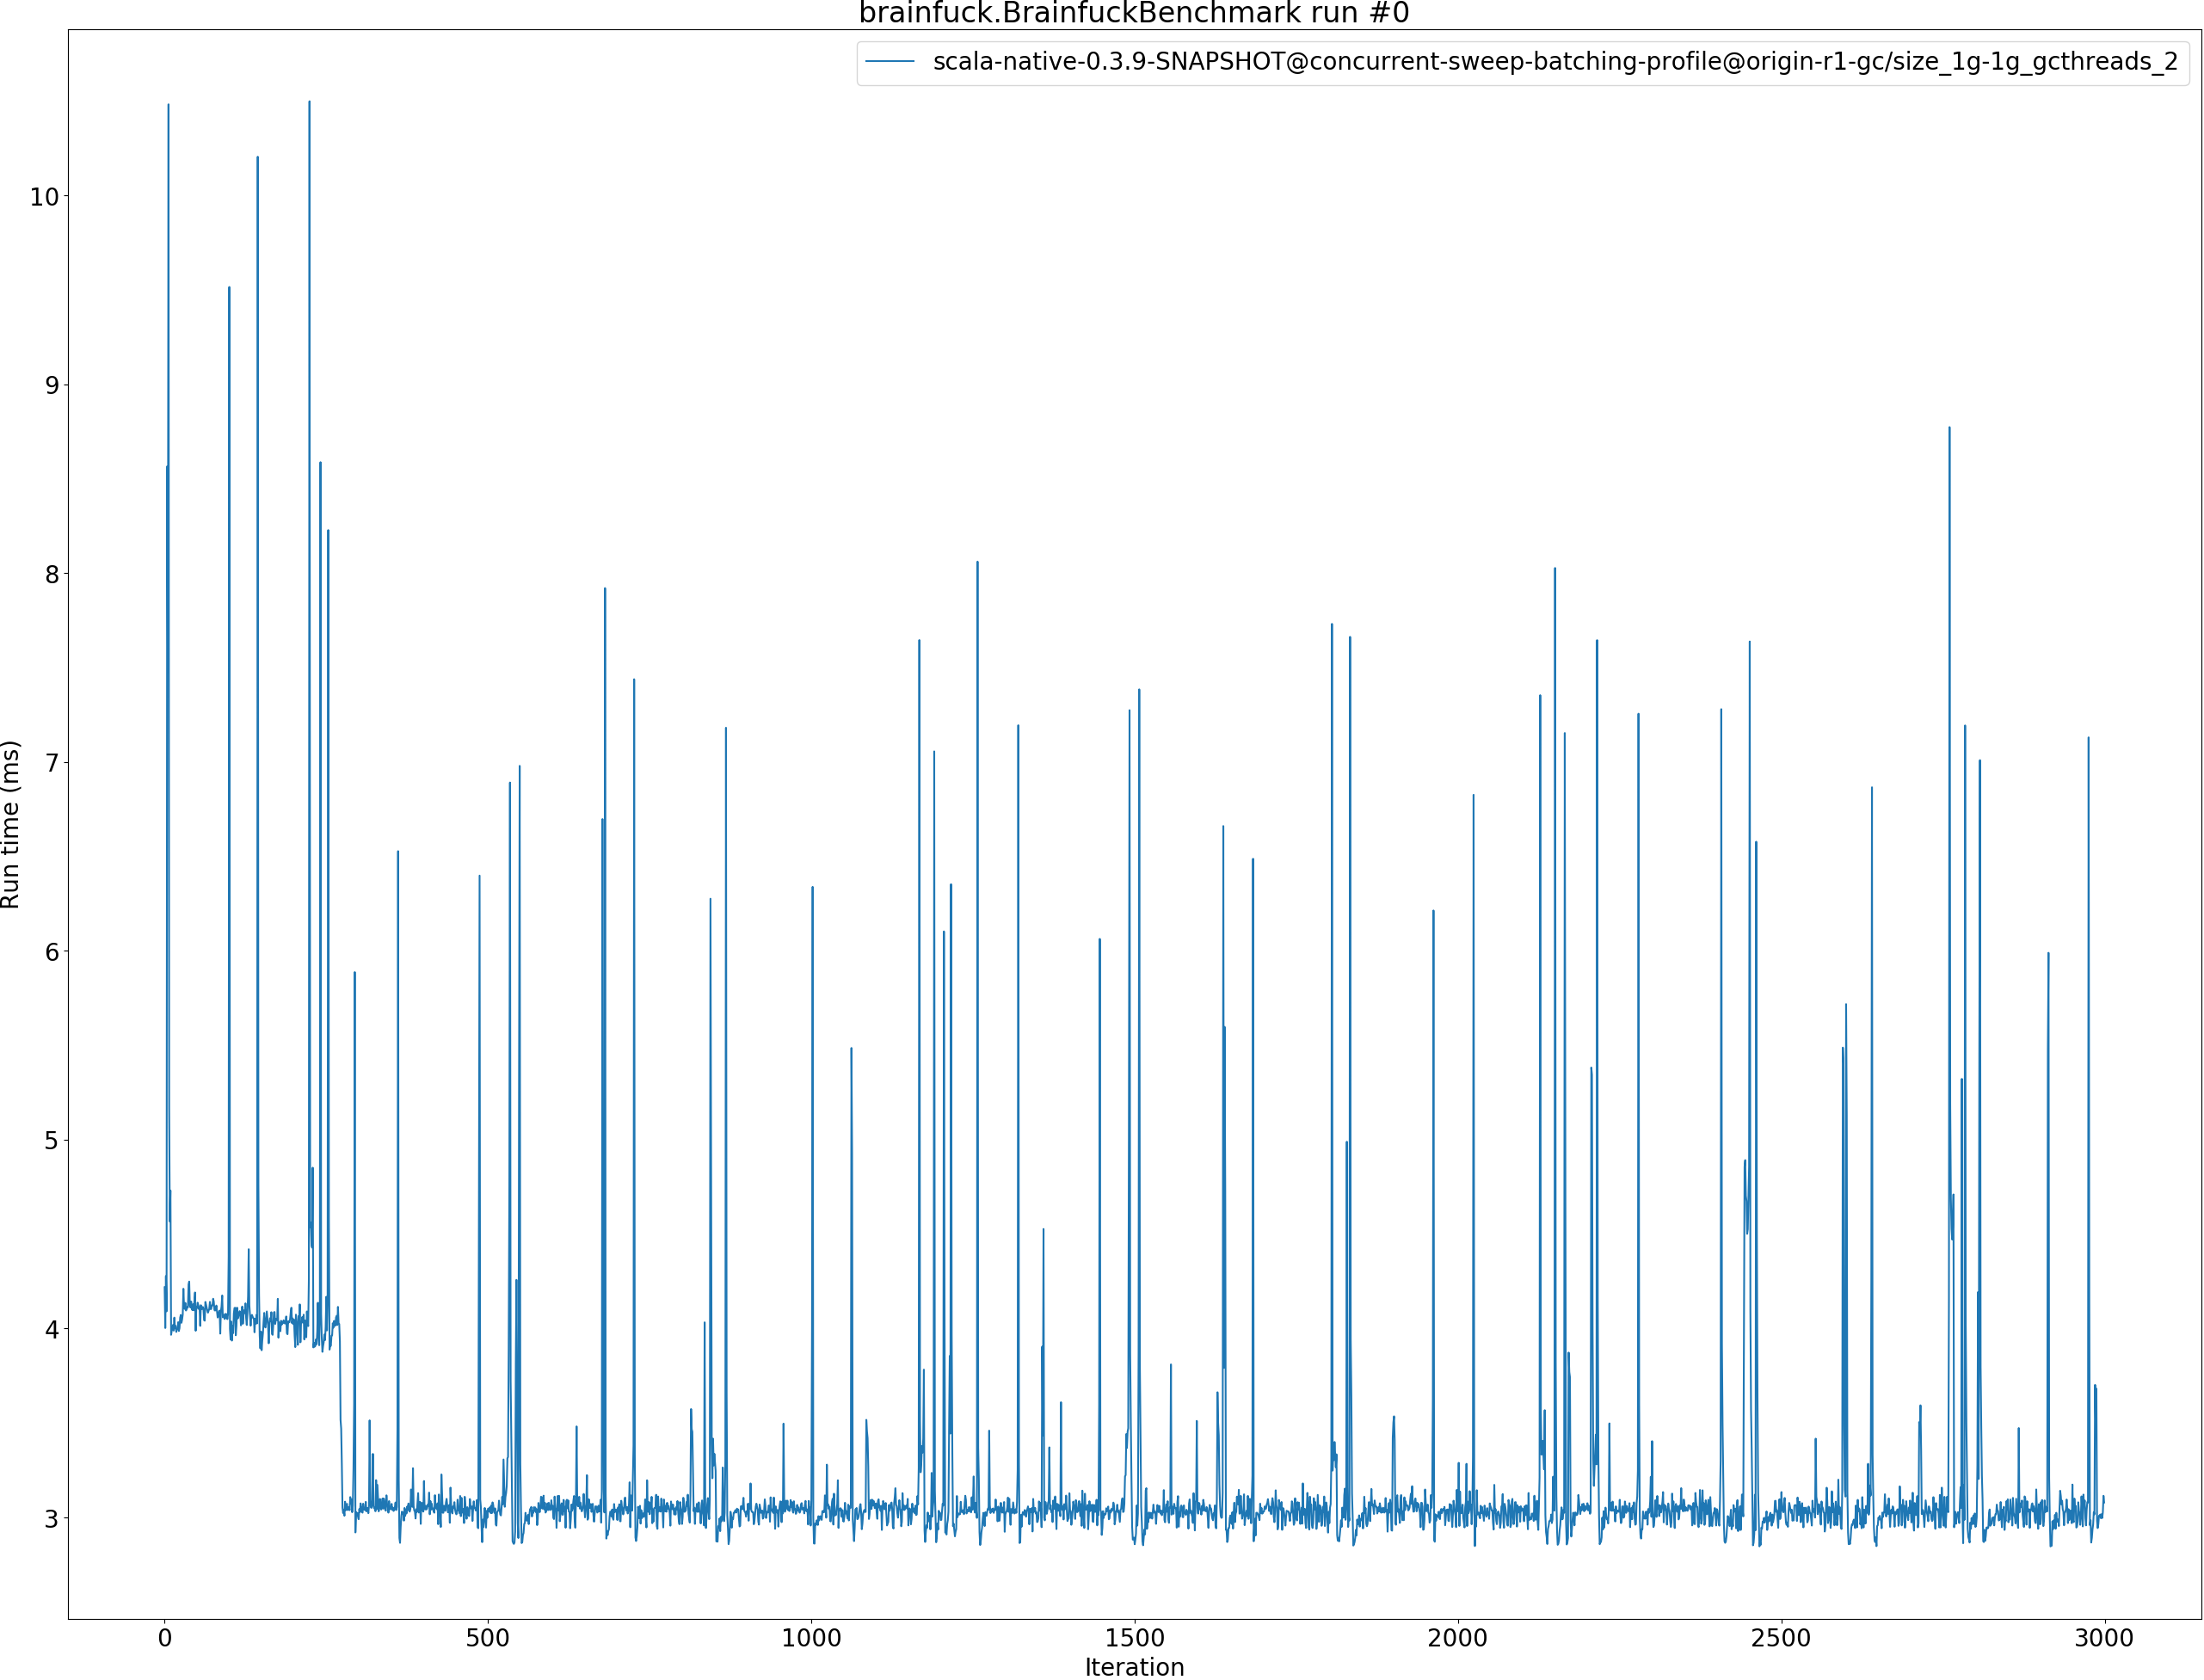 brainfuck.BrainfuckBenchmark run #0
scala-native-0.3.9-SNAPSHOT@concurrent-sweep-batching-profile@origin-r1-gc/size_1g-1g_gcthreads_2
Run time (ms)
10
9
8
7
6
5
4
3
0 500 1000 1500 2000 2500 3000
Iteration